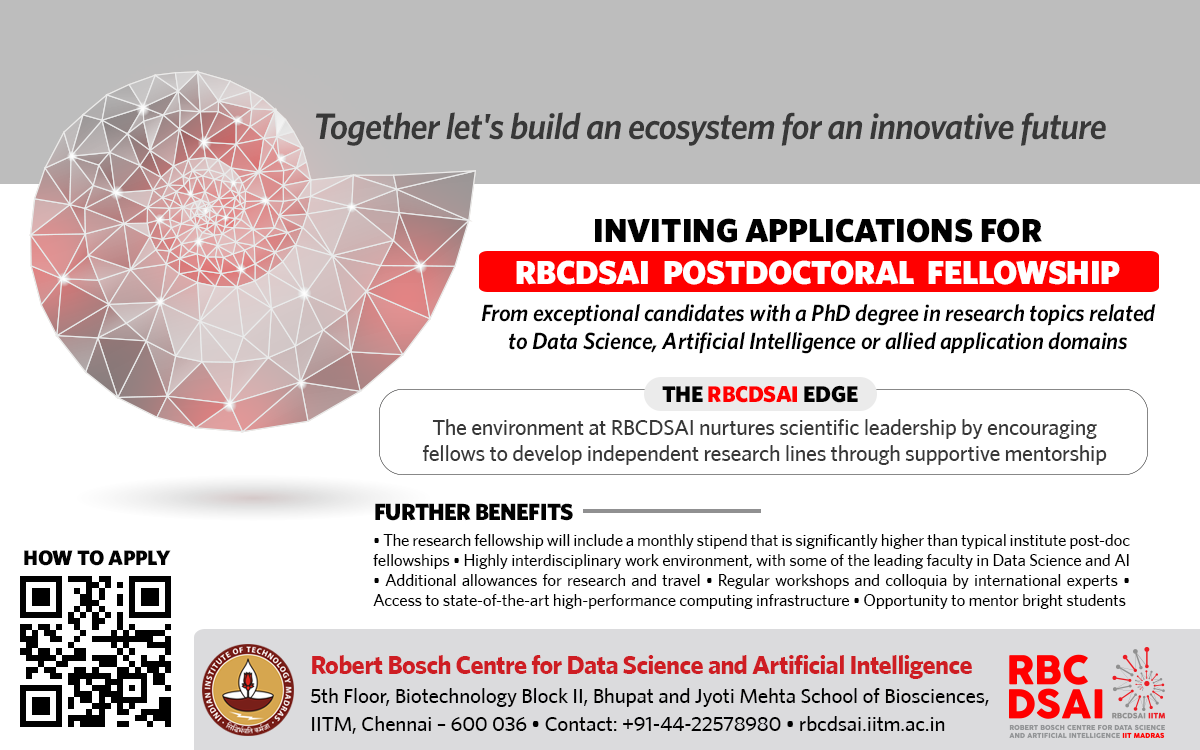 Together let's build an ecosystem for an innovative future
INVITING APPLICATIONS FOR
RBCDSAI POSTDOCTORAL FELLOWSHIP
From exceptional candidates with a PhD degree in research topics related
to Data Science, Artificial Intelligence or allied application domains
THE RBCDSAI EDGE
The environment at RBCDSAI nurtures scientific leadership by encouraging
fellows to develop independent research lines through supportive mentorship
FURTHER BENEFITS
• The research fellowship will include a monthly stipend that is significantly higher than typical institute post-doc
fellowships • Highly interdisciplinary work environment, with some of the leading faculty in Data Science and AI
• Additional allowances for research and travel • Regular workshops and colloquia by international experts •
Access to state-of-the-art high-performance computing infrastructure • Opportunity to mentor bright students
HOW TO APPLY
INDIAN INSTITUTE OF TECHNOLOGY MADRAS
Robert Bosch Centre for Data Science and Artificial Intelligence
5th Floor, Biotechnology Block II, Bhupat and Jyoti Mehta School of Biosciences,
IITM, Chennai – 600 036 • Contact: +91-44-22578980 • rbcdsai.iitm.ac.in
RBC
DSAI
RBCDSAI IITM
ROBERT BOSCH CENTRE FOR DATA SCIENCE
AND ARTIFICIAL INTELLIGENCE IIT MADRAS